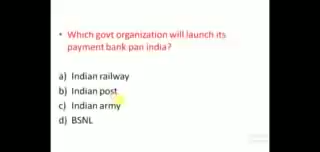 • Which govt organization will launch its
payment bank pan india?
a) Indian railway
b) Indian post
c) Indian army
d) BSNL